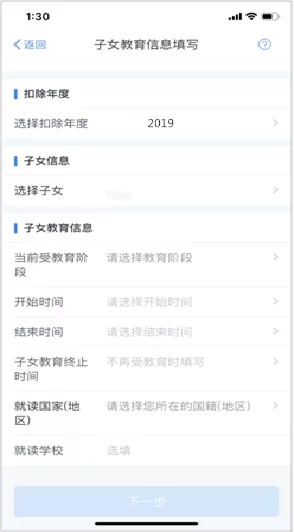 1:30
返回
子女教育信息填写
扣除年度
选择扣除年度 2019
子女信息
选择子女
子女教育信息
当前受教育阶 请选择教育阶段
段
开始时间 请选择开始时间
结束时间 请选择结束时间
子女教育终止 不再受教育时填写
时间
就读国家(地 请选择您所在的国籍(地区)
区)
就读学校 选填
下一步